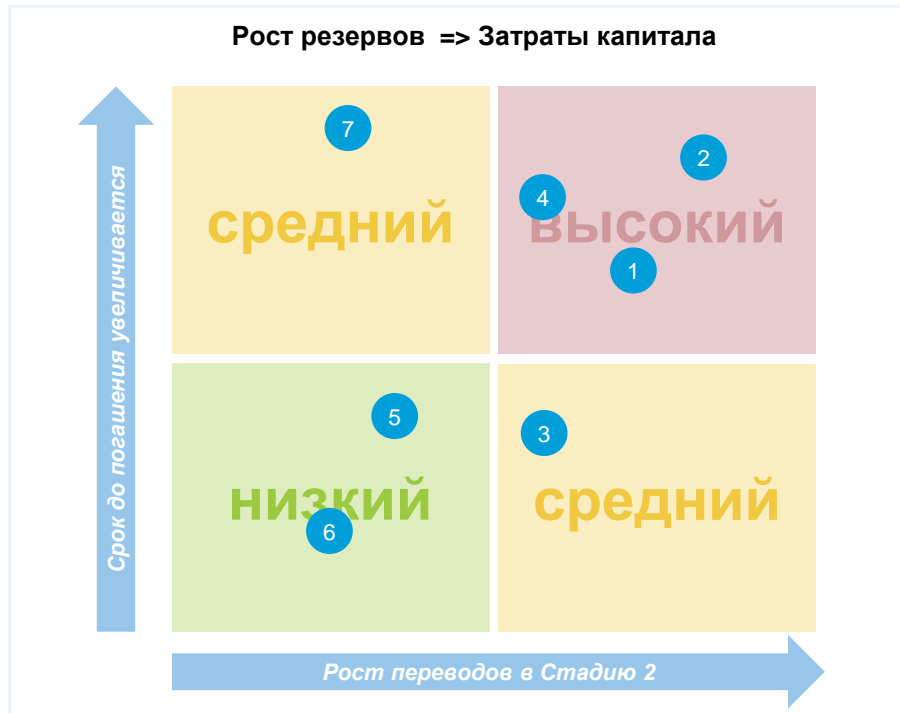 Рост резервов => Затраты капитала
Срок до погашения увеличивается
7
средний
2
4
высокий
1
5
низкий
6
3
средний
Рост переводов в Стадию 2